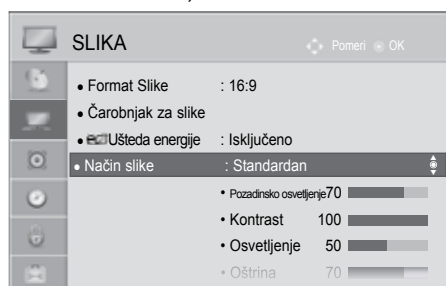 SLIKA Pomeri OK
• Format Slike : 16:9
• Čarobnjak za slike
• Ušteda energije : Isključeno
• Način slike : Standardan
• Pozadinsko osvetljenje 70
• Kontrast 100
• Osvetljenje 50
• Oštrina 70